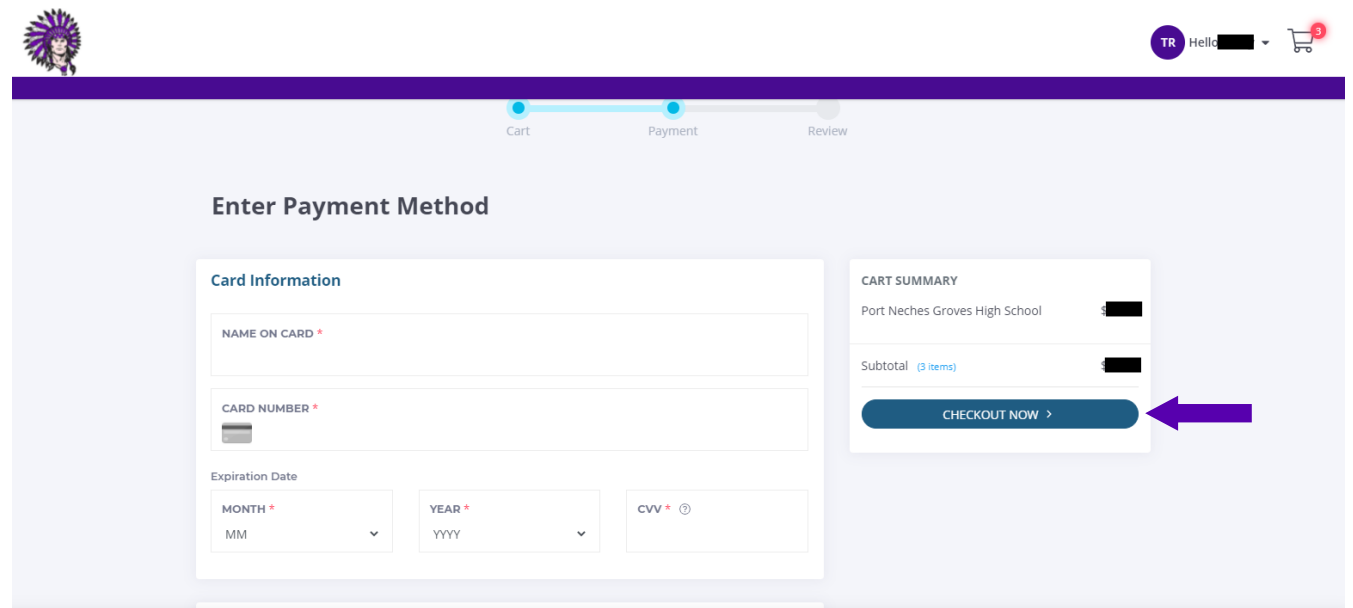 TR Hello 3
Cart Payment Review
Enter Payment Method
Card Information
NAME ON CARD *
CARD NUMBER *
Expiration Date
MONTH * YEAR * CVV * ?
MM YYYY
CART SUMMARY
Port Neches Groves High School $
Subtotal (3 items) $
CHECKOUT NOW >